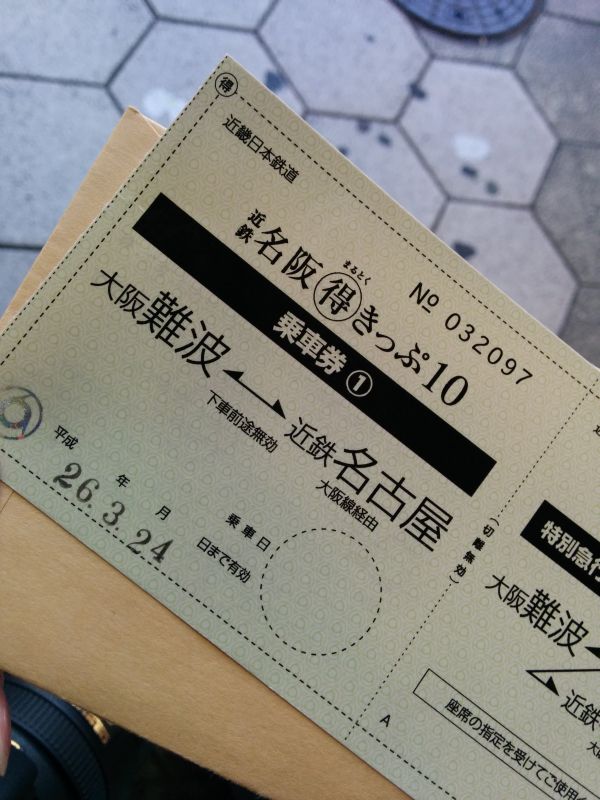 得
近畿日本鉄道
近鉄 名阪 得 きっぷ10
まるとく
No 032097
乗車券 ①
大阪難波
近鉄名古屋
下車前途無効
大阪線経由
平成 年 月 日まで有効
26.3.24
乗車日
(切離無効)
A
特別急行
大阪難波
近鉄
座席の指定を受けてご使用